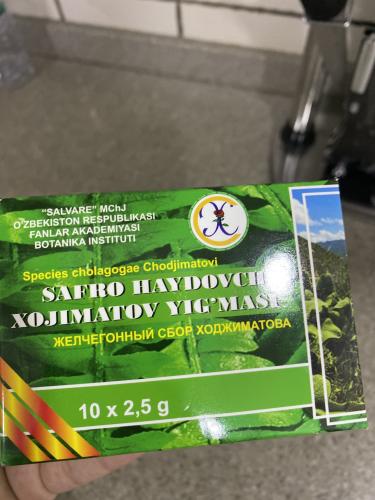 "SALVARE" MChJ
O'ZBEKISTON RESPUBLIKASI
FANLAR AKADEMIYASI
BOTANIKA INSTITUTI
Species cholagogae Chodjimatovi
SAFRO HAYDOVCHI
XOJIMATOV YIG'MASI
ЖЕЛЧЕГОННЫЙ СБОР ХОДЖИМАТОВА
10 x 2,5 g